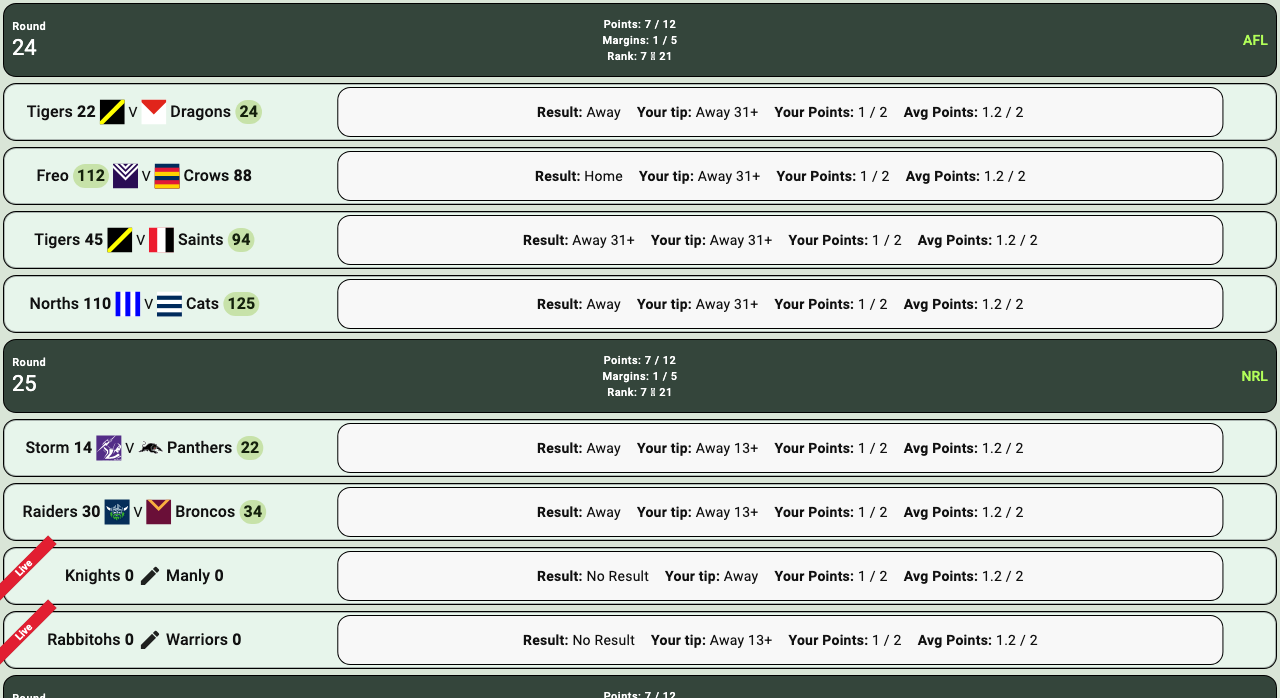 Round
24
Points: 7 / 12
Margins: 1 / 5
Rank: 7 21
AFL
Tigers 22 V Dragons 24
Result: Away Your tip: Away 31+ Your Points: 1 / 2 Avg Points: 1.2 / 2
Freo 112 V Crows 88
Result: Home Your tip: Away 31+ Your Points: 1 / 2 Avg Points: 1.2 / 2
Tigers 45 V Saints 94
Result: Away 31+ Your tip: Away 31+ Your Points: 1 / 2 Avg Points: 1.2 / 2
Norths 110 V Cats 125
Result: Away Your tip: Away 31+ Your Points: 1 / 2 Avg Points: 1.2 / 2
Round
25
Points: 7 / 12
Margins: 1 / 5
Rank: 7 21
NRL
Storm 14 V Panthers 22
Result: Away Your tip: Away 13+ Your Points: 1 / 2 Avg Points: 1.2 / 2
Raiders 30 V Broncos 34
Result: Away Your tip: Away 13+ Your Points: 1 / 2 Avg Points: 1.2 / 2
Live
Knights 0 Manly 0
Result: No Result Your tip: Away Your Points: 1 / 2 Avg Points: 1.2 / 2
Live
Rabbitohs 0 Warriors 0
Result: No Result Your tip: Away 13+ Your Points: 1 / 2 Avg Points: 1.2 / 2
Round
Points: 7 / 12